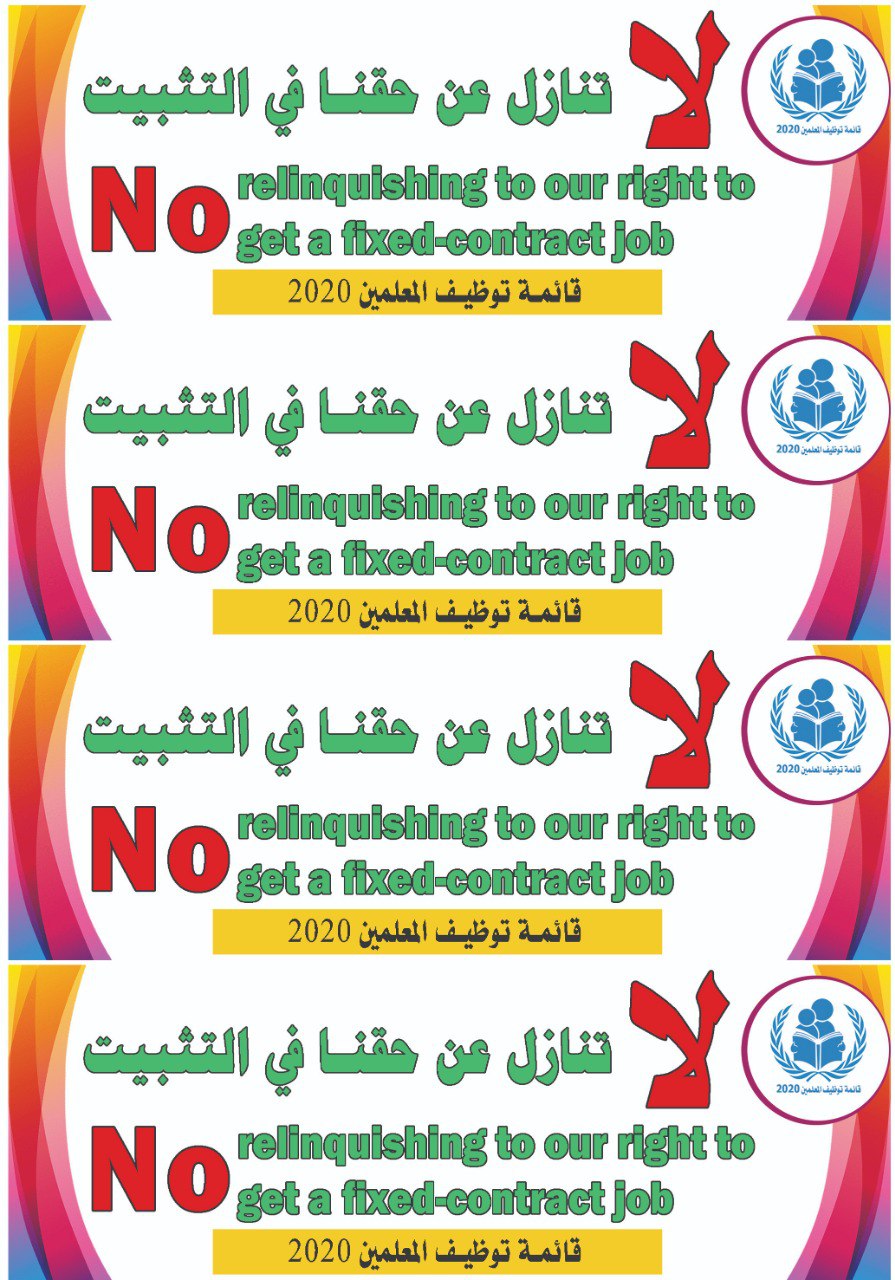 لا تنازل عن حقنا في التثبيت
قائمة توظيف المعلمين 2020
No relinquishing to our right to
get a fixed-contract job
قائمة توظيف المعلمين 2020
لا تنازل عن حقنا في التثبيت
قائمة توظيف المعلمين 2020
No relinquishing to our right to
get a fixed-contract job
قائمة توظيف المعلمين 2020
لا تنازل عن حقنا في التثبيت
قائمة توظيف المعلمين 2020
No relinquishing to our right to
get a fixed-contract job
قائمة توظيف المعلمين 2020
لا تنازل عن حقنا في التثبيت
قائمة توظيف المعلمين 2020
No relinquishing to our right to
get a fixed-contract job
قائمة توظيف المعلمين 2020